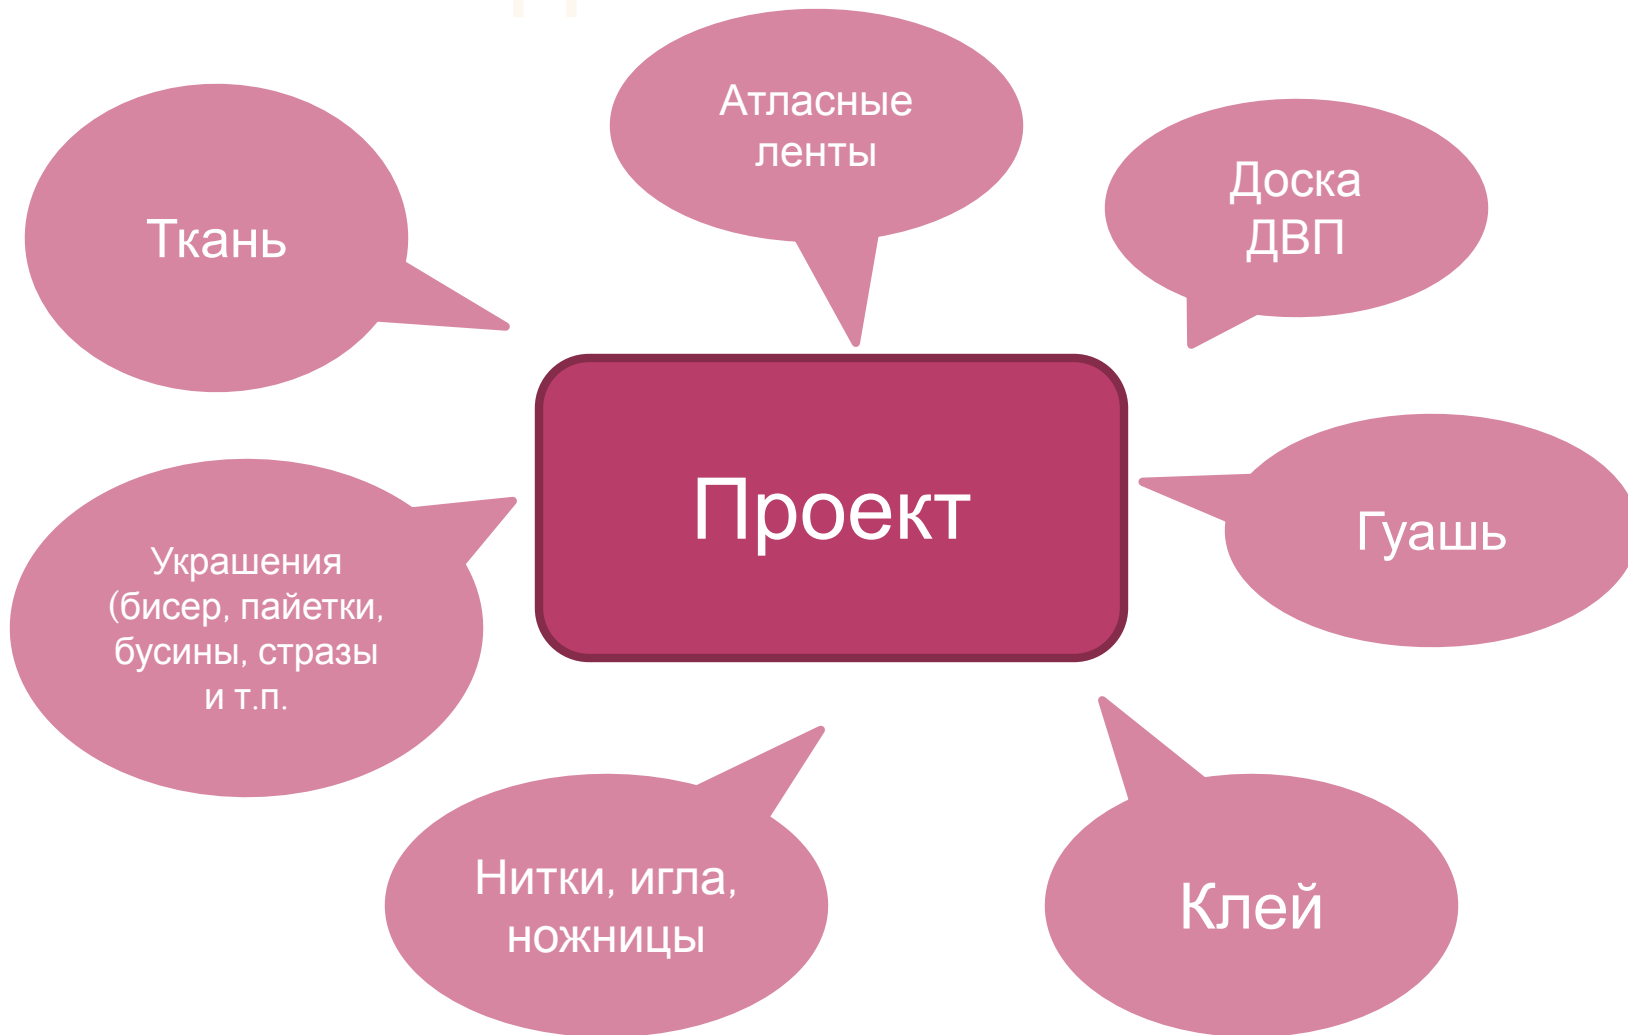 Атласные
ленты
Доска
ДВП
Ткань
Проект
Гуашь
Украшения
(бисер, пайетки,
бусины, стразы
и т.п.
Нитки, игла,
ножницы
Клей